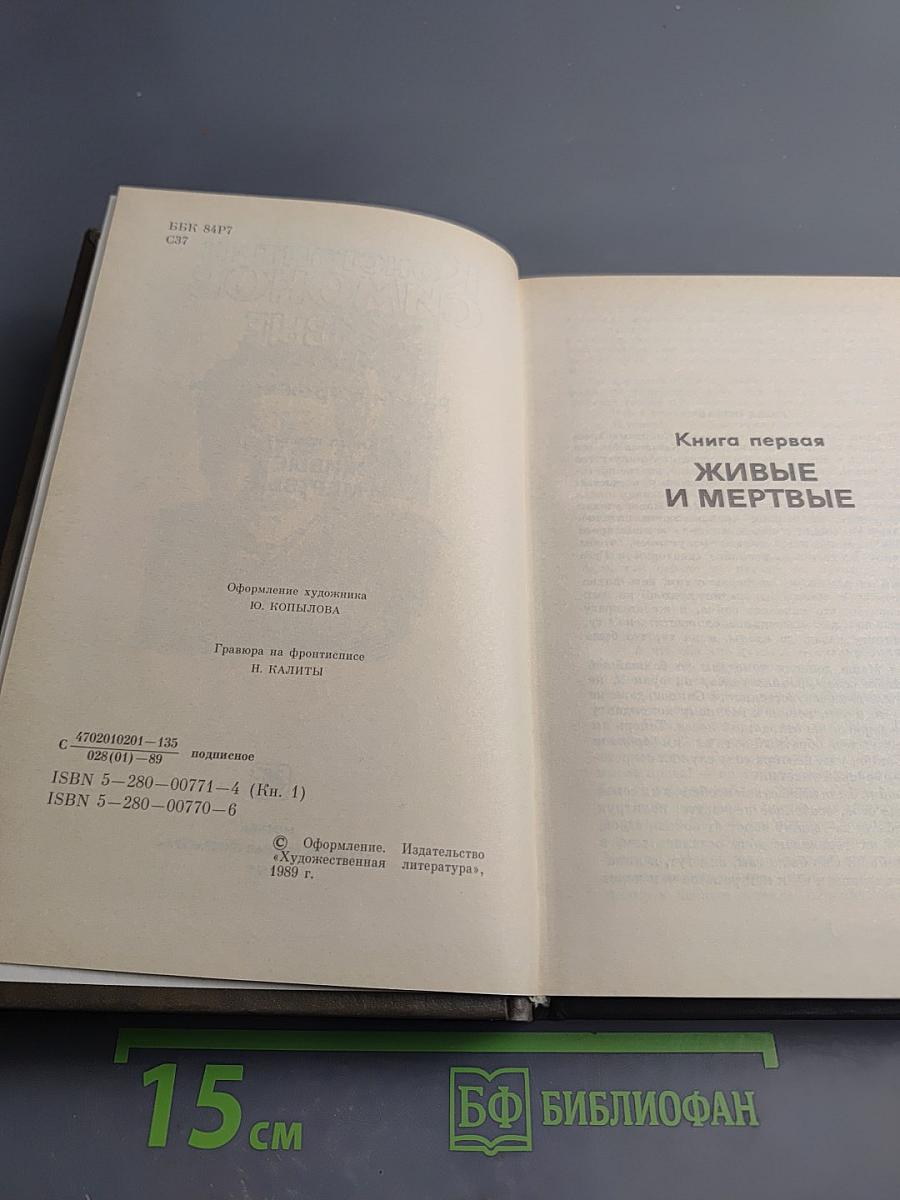 ББК 84Р7
С37
Оформление художника
Ю. КОПЫЛОВА
Гравюра на фронтисписе
Н. КАЛИТЫ
С 4702010201—135
028(01)—89 подписное
ISBN 5—280—00771—4 (Кн. 1)
ISBN 5—280—00770—6
© Оформление. Издательство
«Художественная литература»,
1989 г.
Книга первая
ЖИВЫЕ
И МЕРТВЫЕ
15 см
БФ БИБЛИОФАН